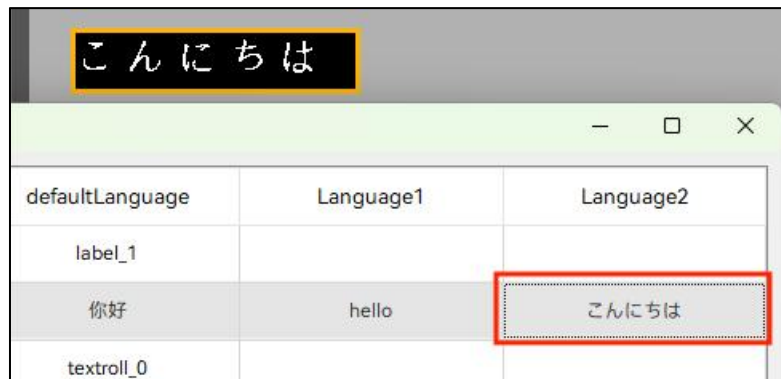 こんにちは
defaultLanguage Language1 Language2
label_1
你好 hello こんにちは
textroll_0